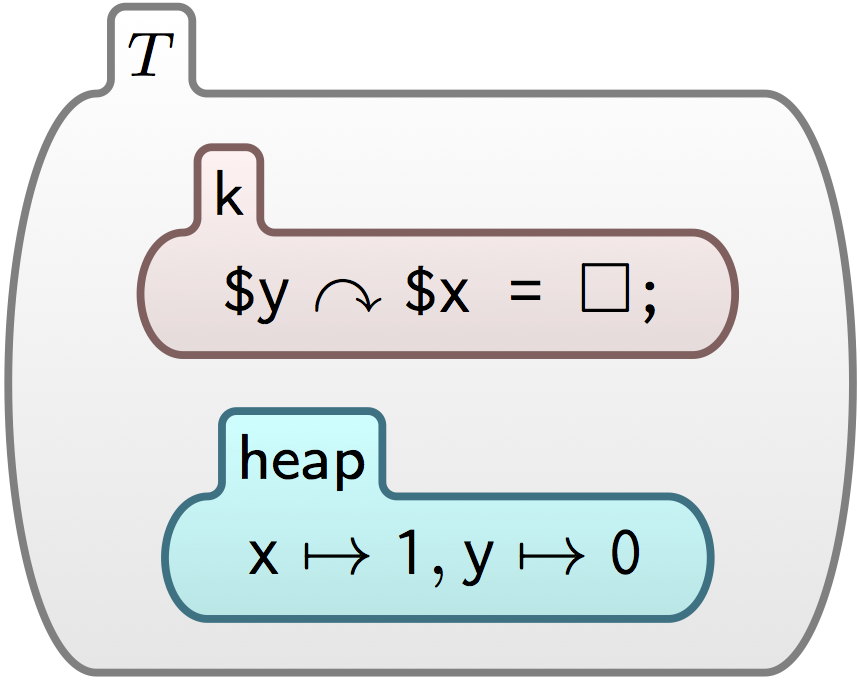 T
k
$y ↷ $x = □;
heap
x ↦ 1, y ↦ 0